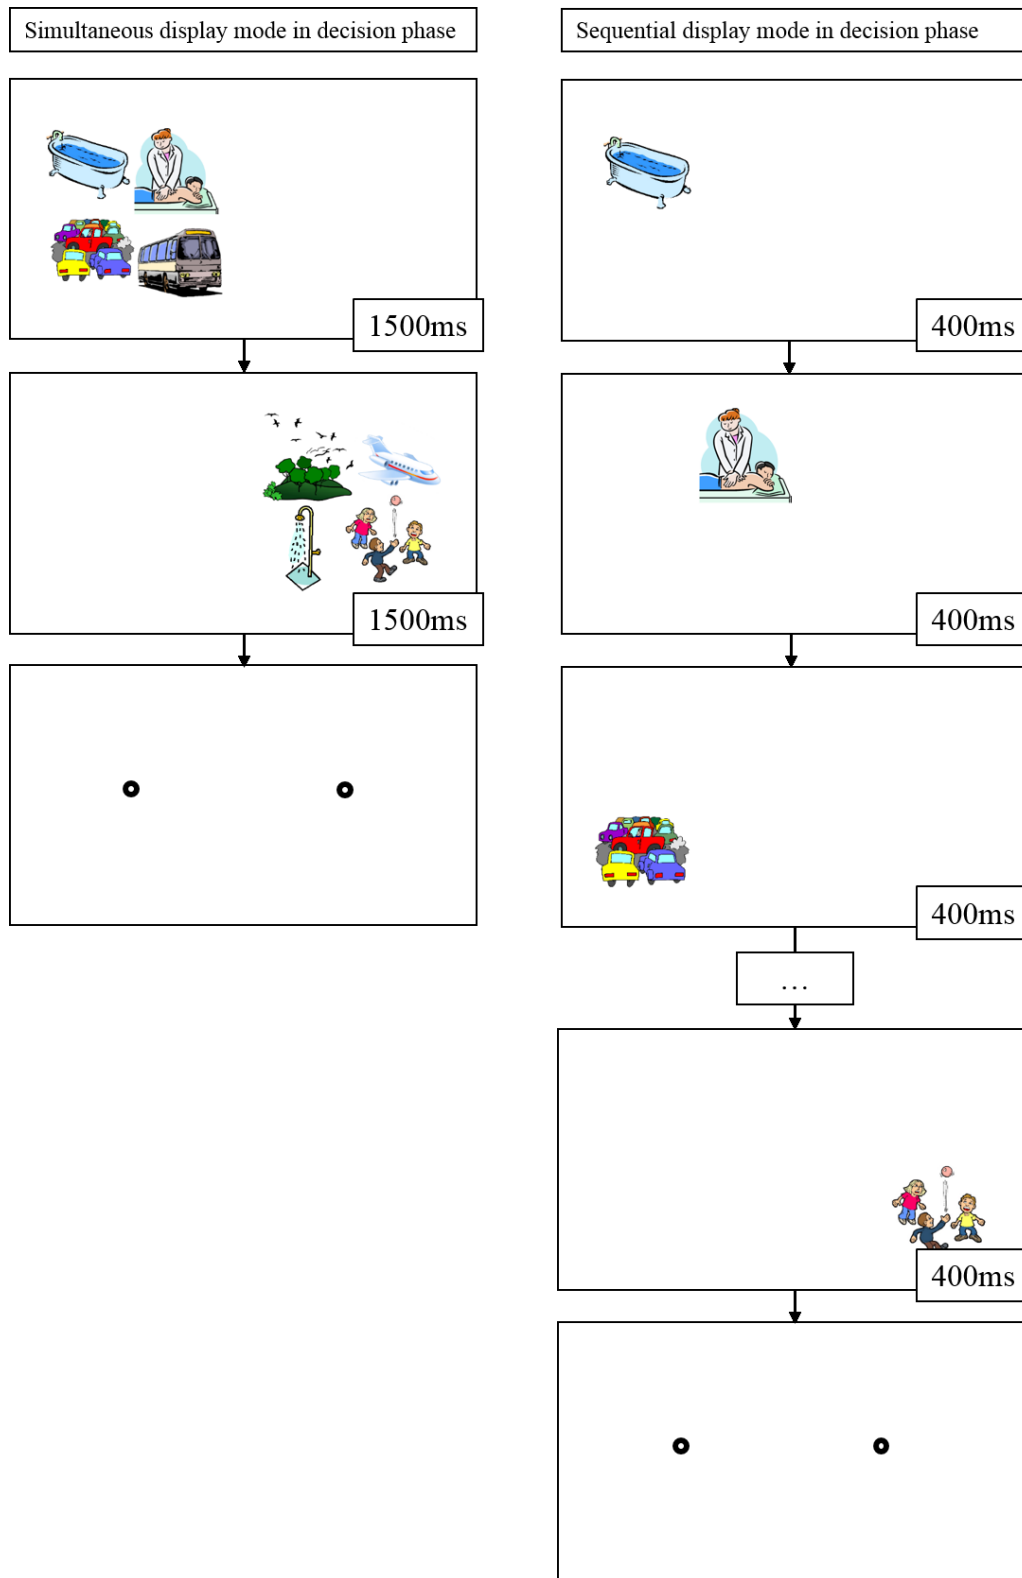 Simultaneous display mode in decision phase
1500ms
1500ms
Sequential display mode in decision phase
400ms
400ms
400ms
...
400ms